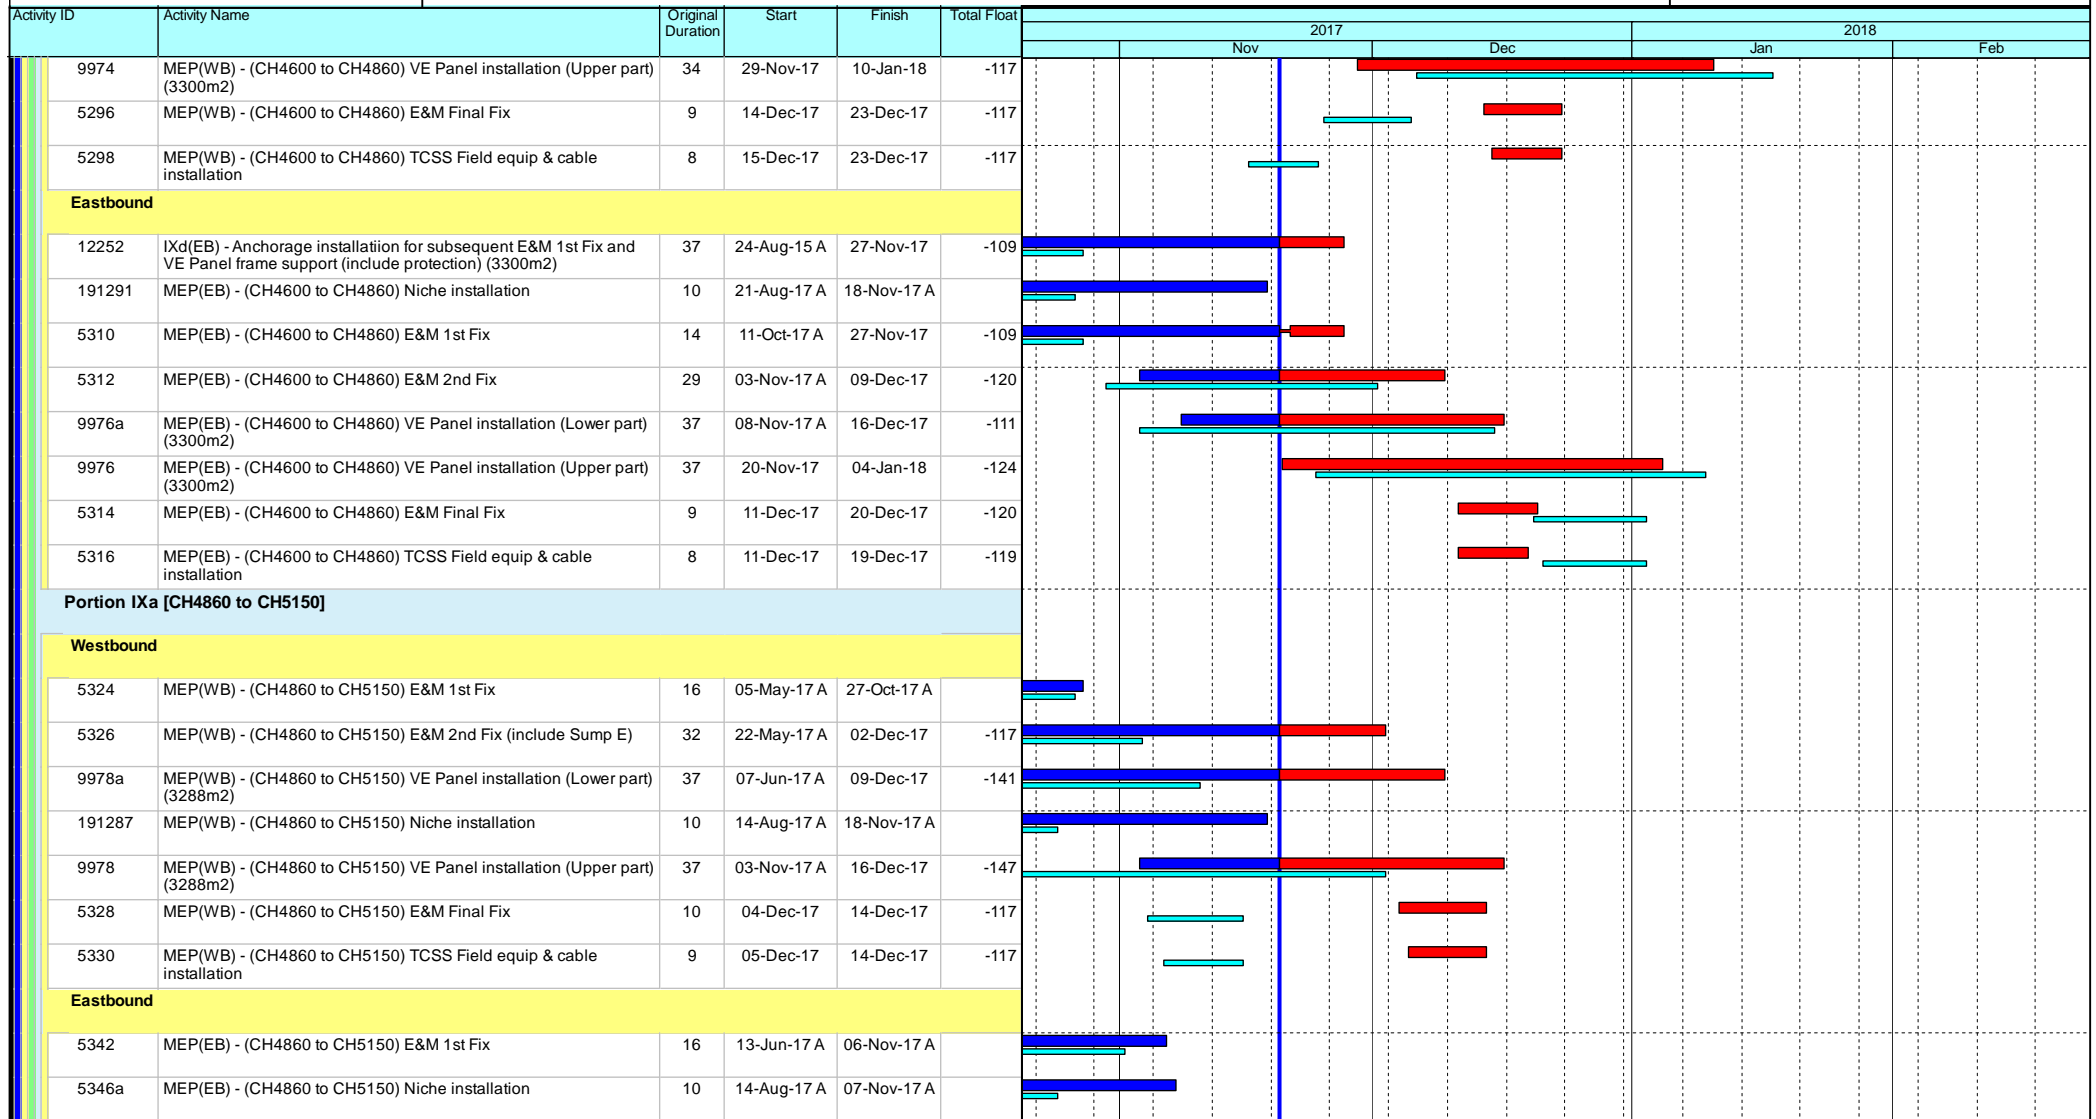 Activity ID Activity Name Original Duration Start Finish Total Float
2017 2018
Nov Dec Jan Feb
9974 MEP(WB) - (CH4600 to CH4860) VE Panel installation (Upper part) 34 29-Nov-17 10-Jan-18 -117
(3300m2)
5296 MEP(WB) - (CH4600 to CH4860) E&M Final Fix 9 14-Dec-17 23-Dec-17 -117
5298 MEP(WB) - (CH4600 to CH4860) TCSS Field equip & cable 8 15-Dec-17 23-Dec-17 -117
installation
Eastbound
12252 IXd(EB) - Anchorage installatiion for subsequent E&M 1st Fix and 37 24-Aug-15 A 27-Nov-17 -109
VE Panel frame support (include protection) (3300m2)
191291 MEP(EB) - (CH4600 to CH4860) Niche installation 10 21-Aug-17 A 18-Nov-17 A
5310 MEP(EB) - (CH4600 to CH4860) E&M 1st Fix 14 11-Oct-17 A 27-Nov-17 -109
5312 MEP(EB) - (CH4600 to CH4860) E&M 2nd Fix 29 03-Nov-17 A 09-Dec-17 -120
9976a MEP(EB) - (CH4600 to CH4860) VE Panel installation (Lower part) 37 08-Nov-17 A 16-Dec-17 -111
(3300m2)
9976 MEP(EB) - (CH4600 to CH4860) VE Panel installation (Upper part) 37 20-Nov-17 04-Jan-18 -124
(3300m2)
5314 MEP(EB) - (CH4600 to CH4860) E&M Final Fix 9 11-Dec-17 20-Dec-17 -120
5316 MEP(EB) - (CH4600 to CH4860) TCSS Field equip & cable 8 11-Dec-17 19-Dec-17 -119
installation
Portion IXa [CH4860 to CH5150]
Westbound
5324 MEP(WB) - (CH4860 to CH5150) E&M 1st Fix 16 05-May-17 A 27-Oct-17 A
5326 MEP(WB) - (CH4860 to CH5150) E&M 2nd Fix (include Sump E) 32 22-May-17 A 02-Dec-17 -117
9978a MEP(WB) - (CH4860 to CH5150) VE Panel installation (Lower part) 37 07-Jun-17 A 09-Dec-17 -141
(3288m2)
191287 MEP(WB) - (CH4860 to CH5150) Niche installation 10 14-Aug-17 A 18-Nov-17 A
9978 MEP(WB) - (CH4860 to CH5150) VE Panel installation (Upper part) 37 03-Nov-17 A 16-Dec-17 -147
(3288m2)
5328 MEP(WB) - (CH4860 to CH5150) E&M Final Fix 10 04-Dec-17 14-Dec-17 -117
5330 MEP(WB) - (CH4860 to CH5150) TCSS Field equip & cable 9 05-Dec-17 14-Dec-17 -117
installation
Eastbound
5342 MEP(EB) - (CH4860 to CH5150) E&M 1st Fix 16 13-Jun-17 A 06-Nov-17 A
5346a MEP(EB) - (CH4860 to CH5150) Niche installation 10 14-Aug-17 A 07-Nov-17 A